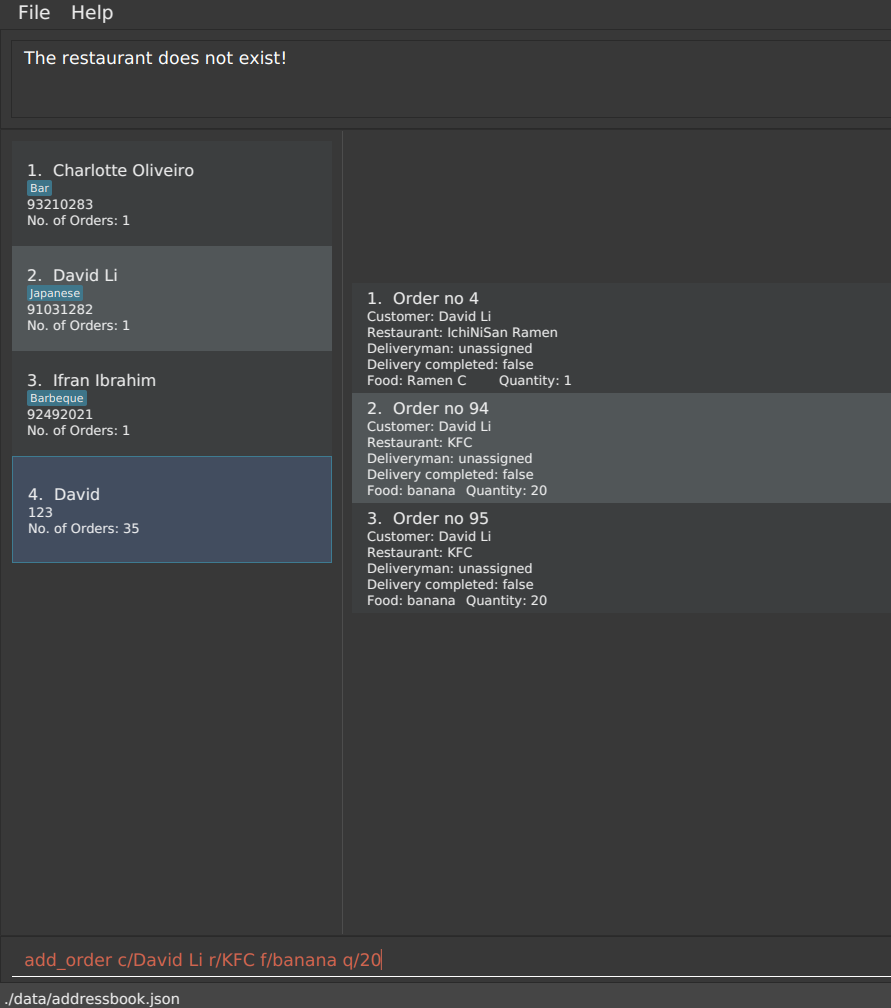 File Help
The restaurant does not exist!
1. Charlotte Oliveiro
Bar
93210283
No. of Orders: 1
2. David Li
Japanese
91031282
No. of Orders: 1
3. Ifran Ibrahim
Barbeque
92492021
No. of Orders: 1
4. David
123
No. of Orders: 35
1. Order no 4
Customer: David Li
Restaurant: IchiNiSan Ramen
Deliveryman: unassigned
Delivery completed: false
Food: Ramen C Quantity: 1
2. Order no 94
Customer: David Li
Restaurant: KFC
Deliveryman: unassigned
Delivery completed: false
Food: banana Quantity: 20
3. Order no 95
Customer: David Li
Restaurant: KFC
Deliveryman: unassigned
Delivery completed: false
Food: banana Quantity: 20
add_order c/David Li r/KFC f/banana q/20
./data/addressbook.json